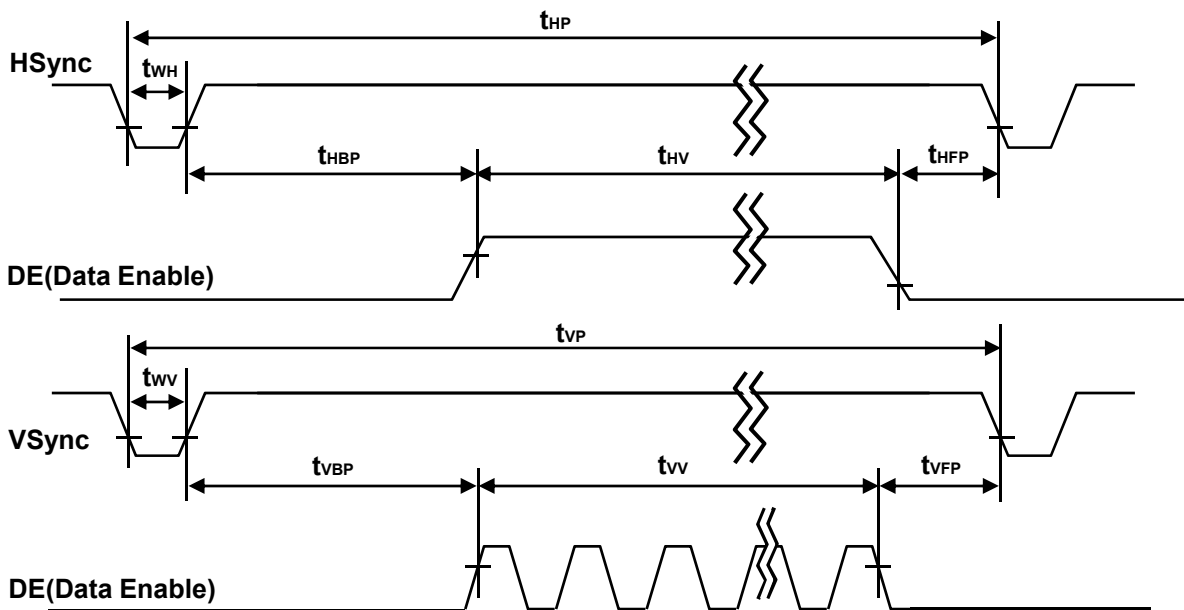 tHP
HSync
tWH
tHBP
tHV
tHFP
DE(Data Enable)
tVP
tWV
VSync
tVBP
tVV
tVFP
DE(Data Enable)